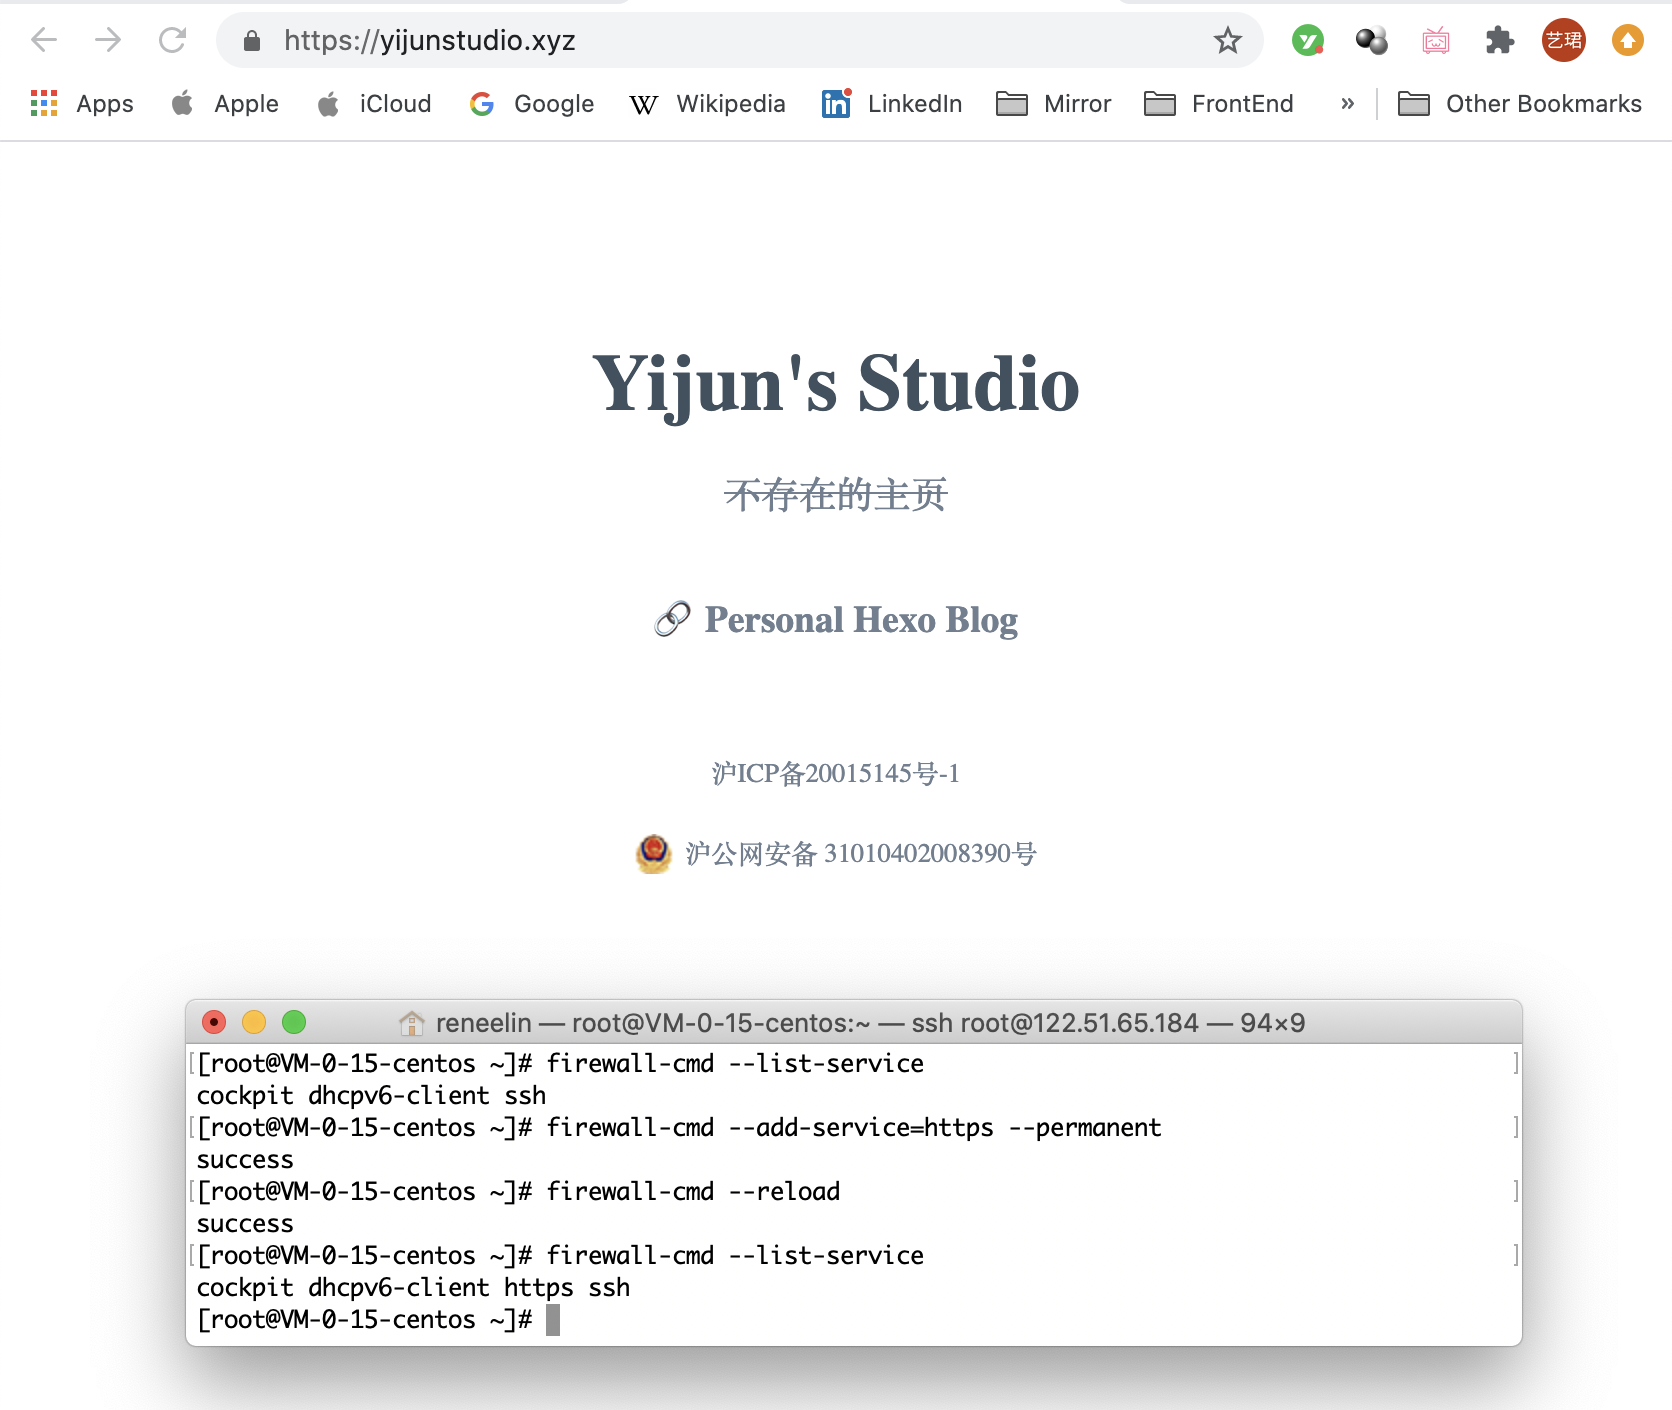 https://yijunstudio.xyz
艺珺
Apps Apple iCloud Google Wikipedia LinkedIn Mirror FrontEnd » Other Bookmarks
Yijun's Studio
不存在的主页
Personal Hexo Blog
沪ICP备20015145号-1
沪公网安备 31010402008390号
reneelin — root@VM-0-15-centos:~ — ssh root@122.51.65.184 — 94×9
[root@VM-0-15-centos ~]# firewall-cmd --list-service
cockpit dhcpv6-client ssh
[root@VM-0-15-centos ~]# firewall-cmd --add-service=https --permanent
success
[root@VM-0-15-centos ~]# firewall-cmd --reload
success
[root@VM-0-15-centos ~]# firewall-cmd --list-service
cockpit dhcpv6-client https ssh
[root@VM-0-15-centos ~]#